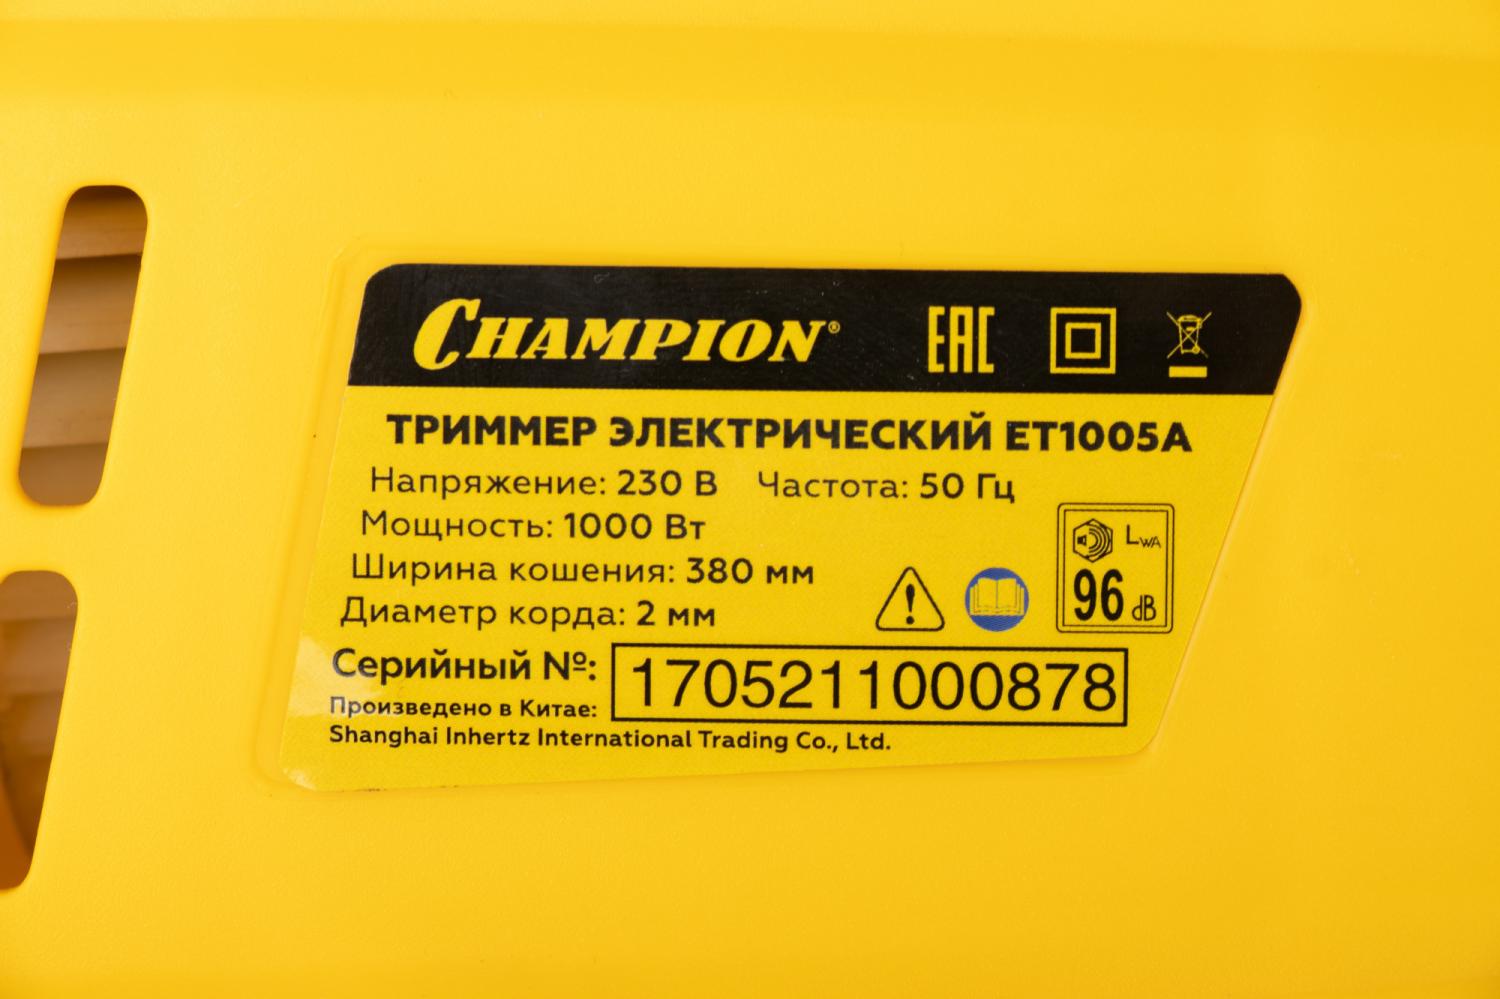 CHAMPION® EAC
ТРИММЕР ЭЛЕКТРИЧЕСКИЙ ET1005A
Напряжение: 230 В Частота: 50 Гц
Мощность: 1000 Вт
Ширина кошения: 380 мм
Диаметр корда: 2 мм
LWA
96 dB
Серийный №: 1705211000878
Произведено в Китае:
Shanghai Inhertz International Trading Co., Ltd.